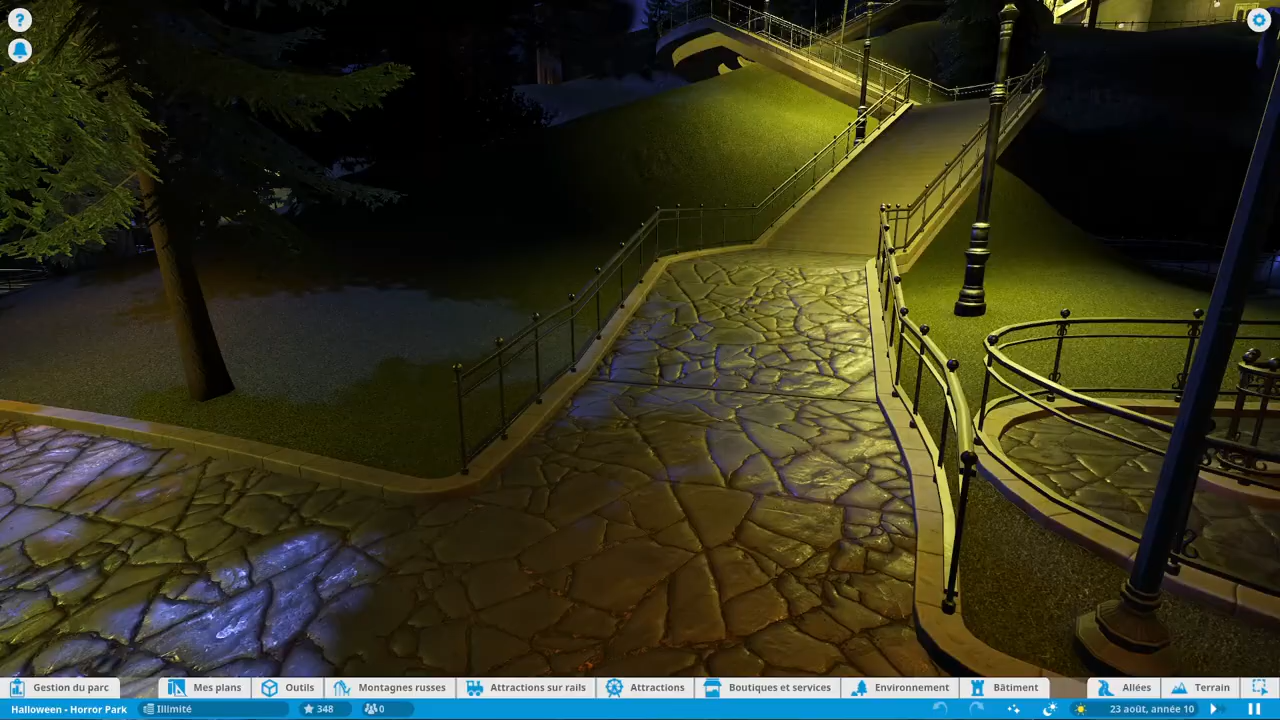 ?
Gestion du parc
Mes plans
Outils
Montagnes russes
Attractions sur rails
Attractions
Boutiques et services
Environnement
Bâtiment
Allées
Terrain
Halloween - Horror Park
Illimité
348
0
23 août, année 10